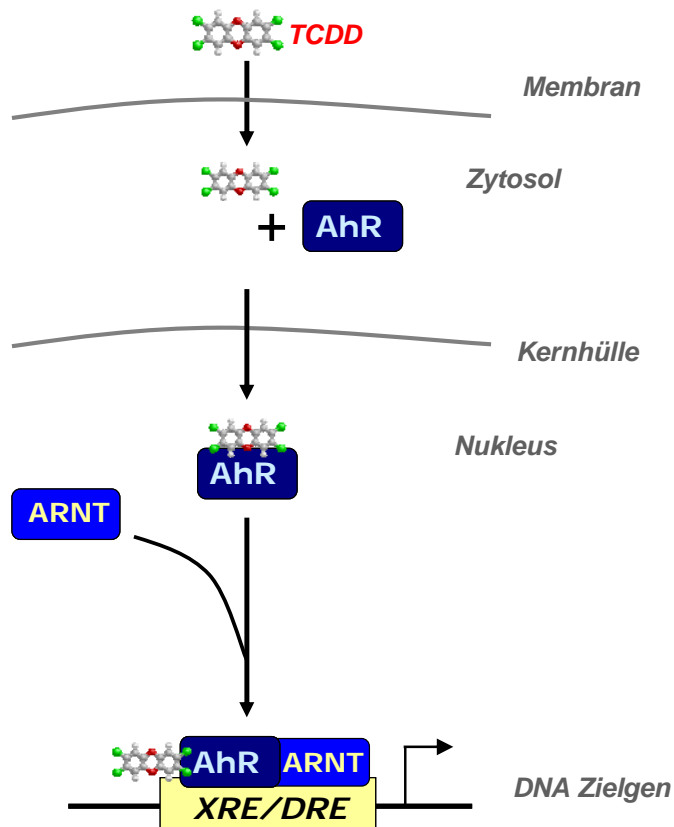 TCDD
Membran
Zytosol
+ AhR
Kernhülle
Nukleus
AhR
ARNT
AhR ARNT
DNA Zielgen
XRE/DRE